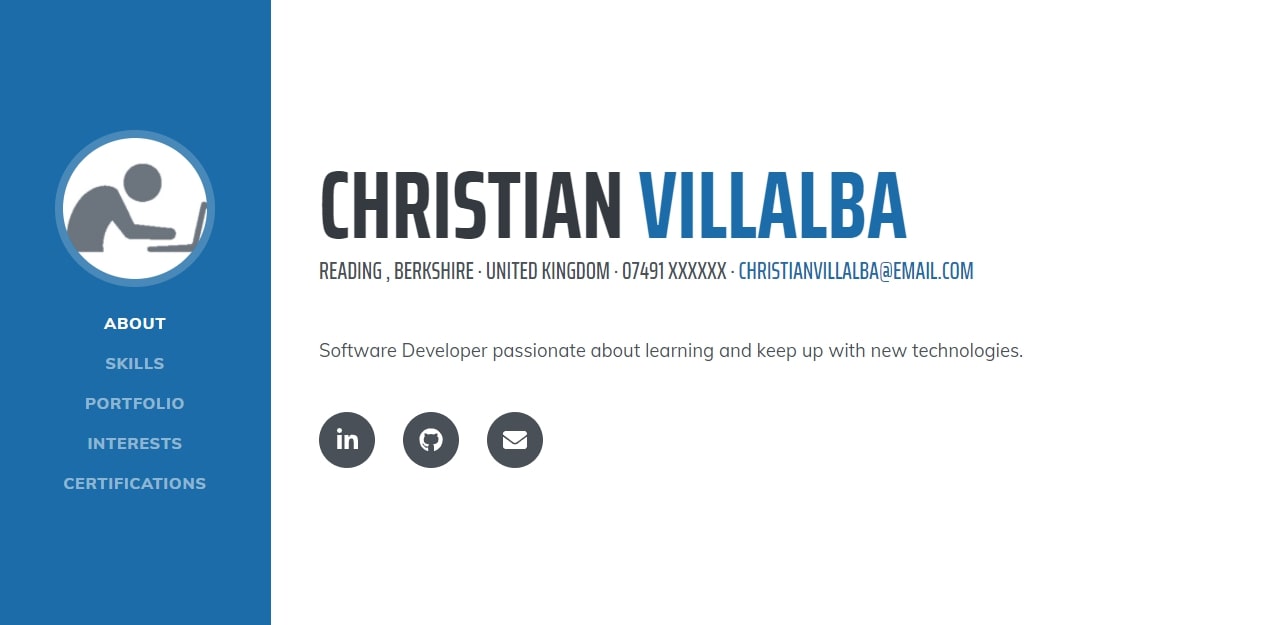 ABOUT
SKILLS
PORTFOLIO
INTERESTS
CERTIFICATIONS
CHRISTIAN VILLALBA
READING , BERKSHIRE · UNITED KINGDOM · 07491 XXXXXX · CHRISTIANVILLALBA@EMAIL.COM
Software Developer passionate about learning and keep up with new technologies.
in